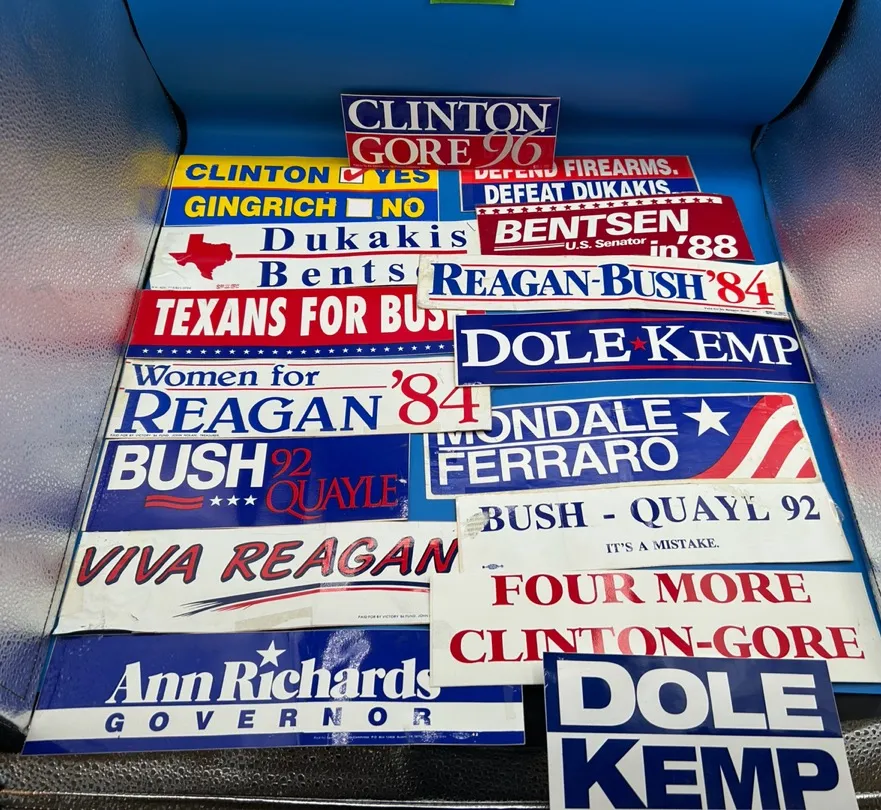 CLINTON
GORE 96
CLINTON YES
GINGRICH NO
DEFEND FIREARMS.
DEFEAT DUKAKIS.
BENTSEN
U.S. Senator in '88
Dukakis
Bents
REAGAN-BUSH '84
TEXANS FOR BUSH
DOLE KEMP
Women for
REAGAN '84
MONDALE
FERRARO
BUSH 92
QUAYLE
BUSH - QUAYL 92
IT'S A MISTAKE.
VIVA REAGAN
FOUR MORE
CLINTON-GORE
Ann Richards
GOVERNOR
DOLE
KEMP